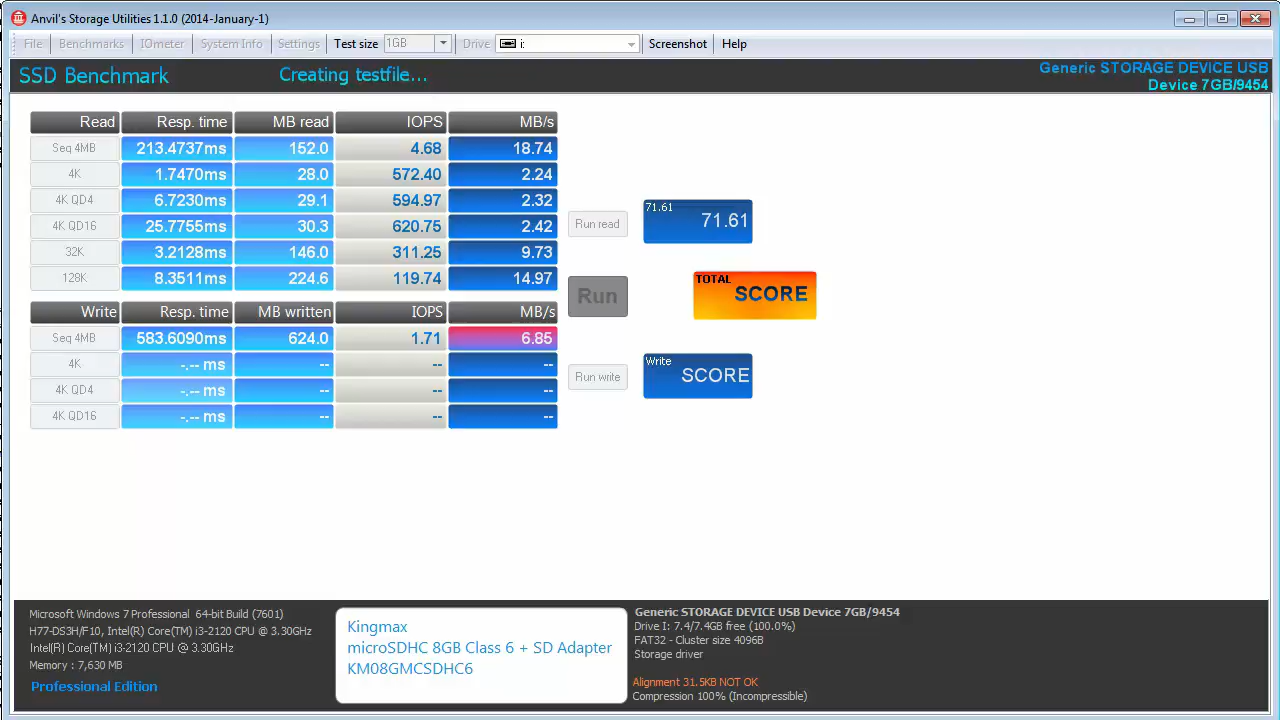 Anvil's Storage Utilities 1.1.0 (2014-January-1)
File Benchmarks IOmeter System Info Settings Test size 1GB Drive i: Screenshot Help
SSD Benchmark
Creating testfile...
Generic STORAGE DEVICE USB
Device 7GB/9454
Read Resp. time MB read IOPS MB/s
Seq 4MB 213.4737ms 152.0 4.68 18.74
4K 1.7470ms 28.0 572.40 2.24
4K QD4 6.7230ms 29.1 594.97 2.32
4K QD16 25.7755ms 30.3 620.75 2.42
32K 3.2128ms 146.0 311.25 9.73
128K 8.3511ms 224.6 119.74 14.97
Run read
71.61
71.61
Run
TOTAL
SCORE
Write Resp. time MB written IOPS MB/s
Seq 4MB 583.6090ms 624.0 1.71 6.85
4K -.-- ms -- -- --
4K QD4 -.-- ms -- -- --
4K QD16 -.-- ms -- -- --
Run write
Write
SCORE
Microsoft Windows 7 Professional 64-bit Build (7601)
H77-DS3H/F10, Intel(R) Core(TM) i3-2120 CPU @ 3.30GHz
Intel(R) Core(TM) i3-2120 CPU @ 3.30GHz
Memory : 7,630 MB
Professional Edition
Kingmax
microSDHC 8GB Class 6 + SD Adapter
KM08GMCSDHC6
Generic STORAGE DEVICE USB Device 7GB/9454
Drive I: 7.4/7.4GB free (100.0%)
FAT32 - Cluster size 4096B
Storage driver
Alignment 31.5KB NOT OK
Compression 100% (Incompressible)